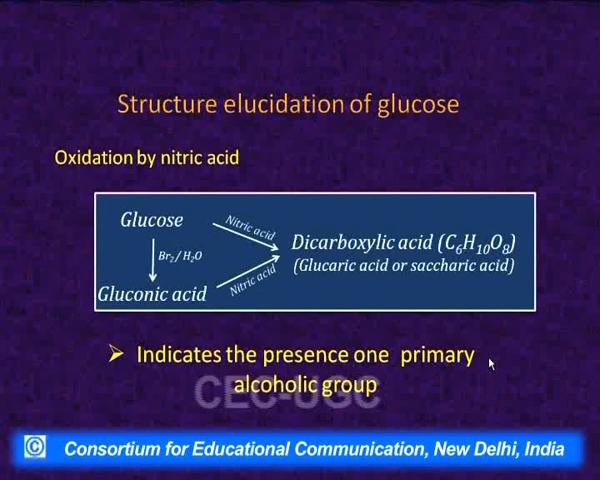 Structure elucidation of glucose
Oxidation by nitric acid
Glucose
Nitric acid
Br₂/H₂O
Dicarboxylic acid (C₆H₁₀O₈)
(Glucaric acid or saccharic acid)
Gluconic acid
Nitric acid
➢ Indicates the presence one primary
alcoholic group
CEC-UGC
© Consortium for Educational Communication, New Delhi, India